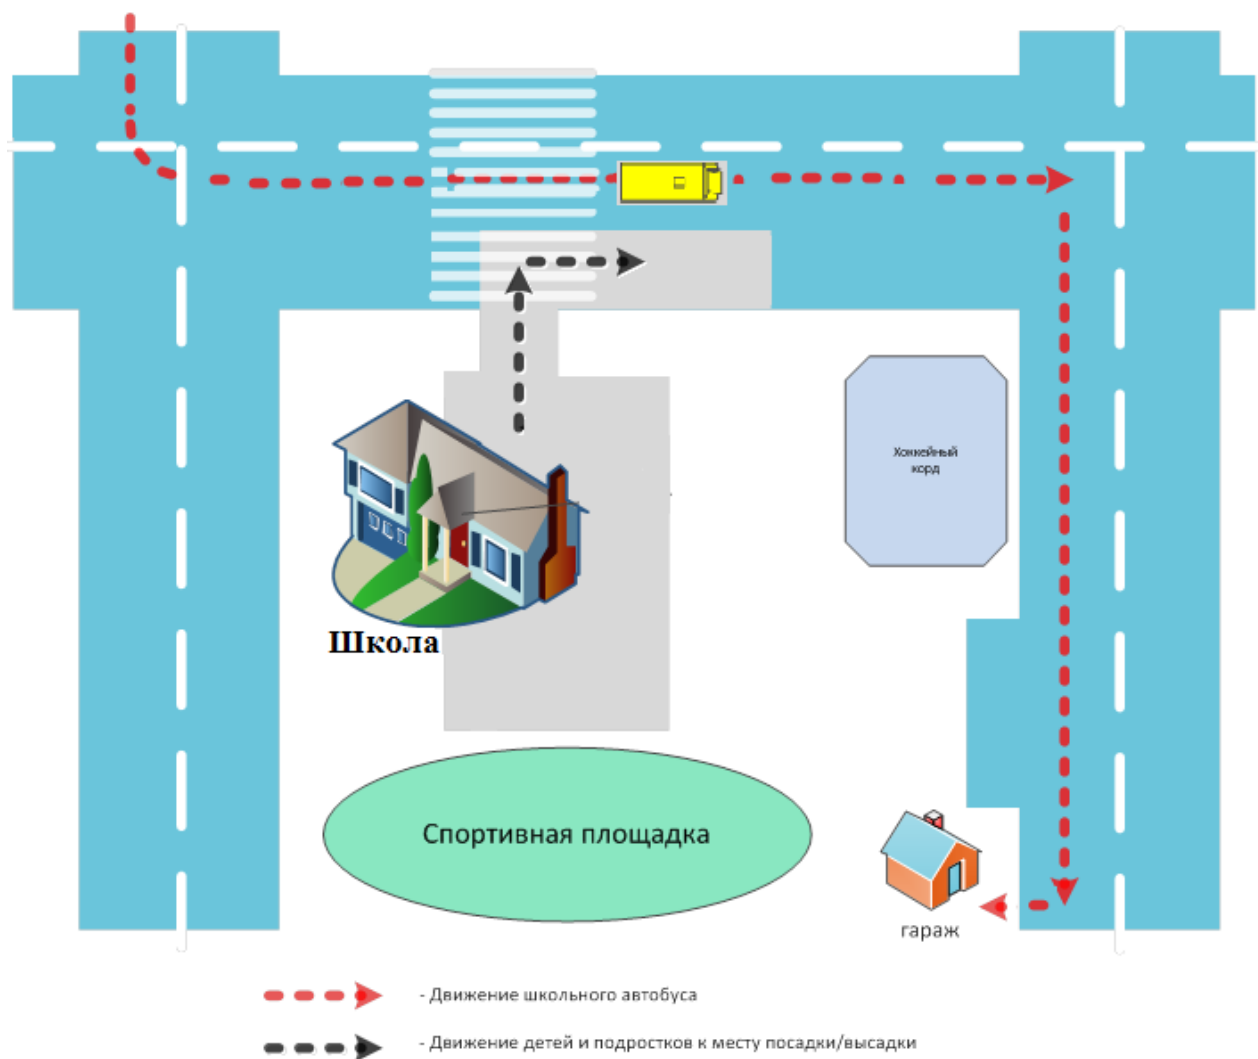 Хоккейный
корд
Школа
Спортивная площадка
гараж
- Движение школьного автобуса
- Движение детей и подростков к месту посадки/высадки